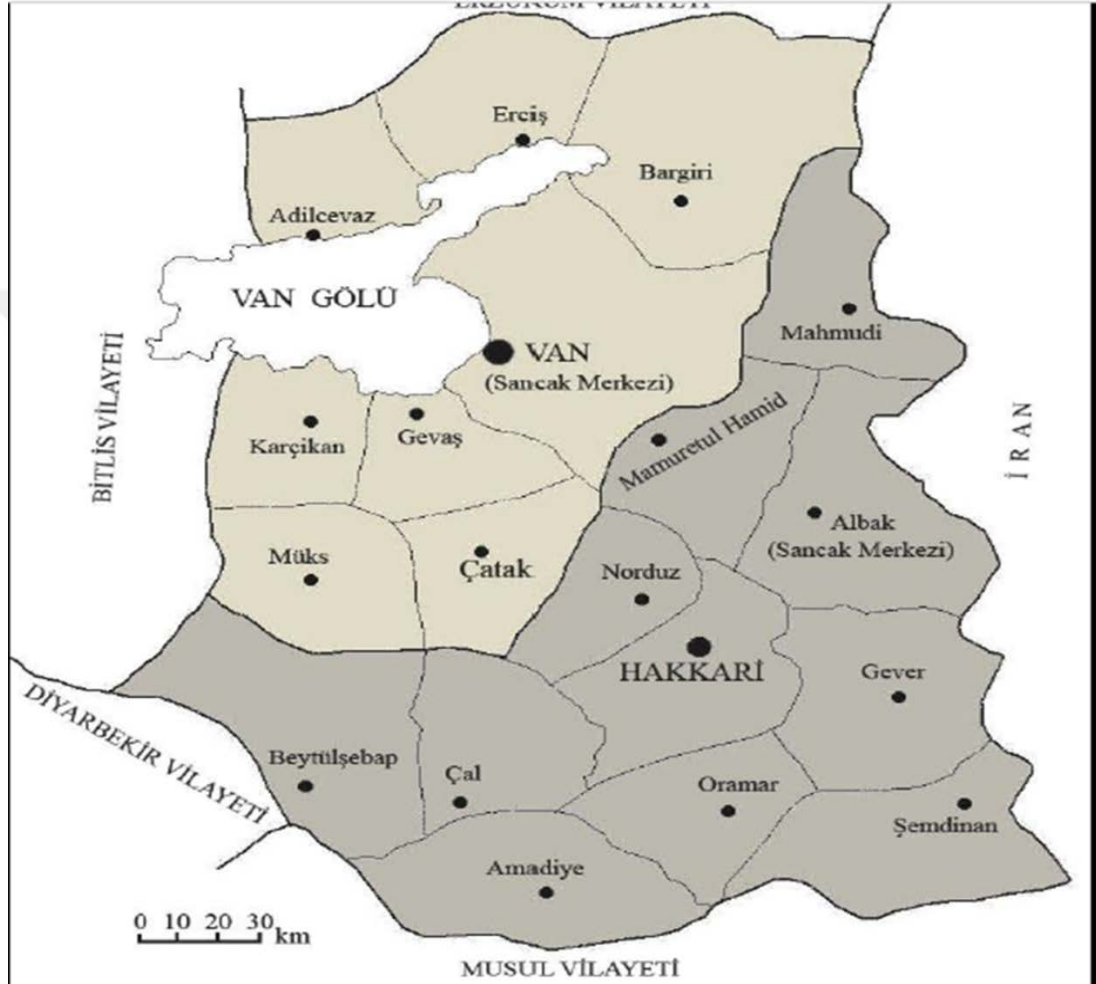 ERZURUM VİLAYETİ
Erciş
Bargiri
Adilcevaz
VAN GÖLÜ
Mahmudi
VAN
(Sancak Merkezi)
BİTLİS VİLAYETİ
Karçikan
Gevaş
Mamuretul Hamid
İRAN
Albak
(Sancak Merkezi)
Müks
Çatak
Norduz
HAKKARİ
Gever
DİYARBEKİR VİLAYETİ
Beytülşebap
Çal
Oramar
Şemdinan
Amadiye
0 10 20 30 km
MUSUL VİLAYETİ